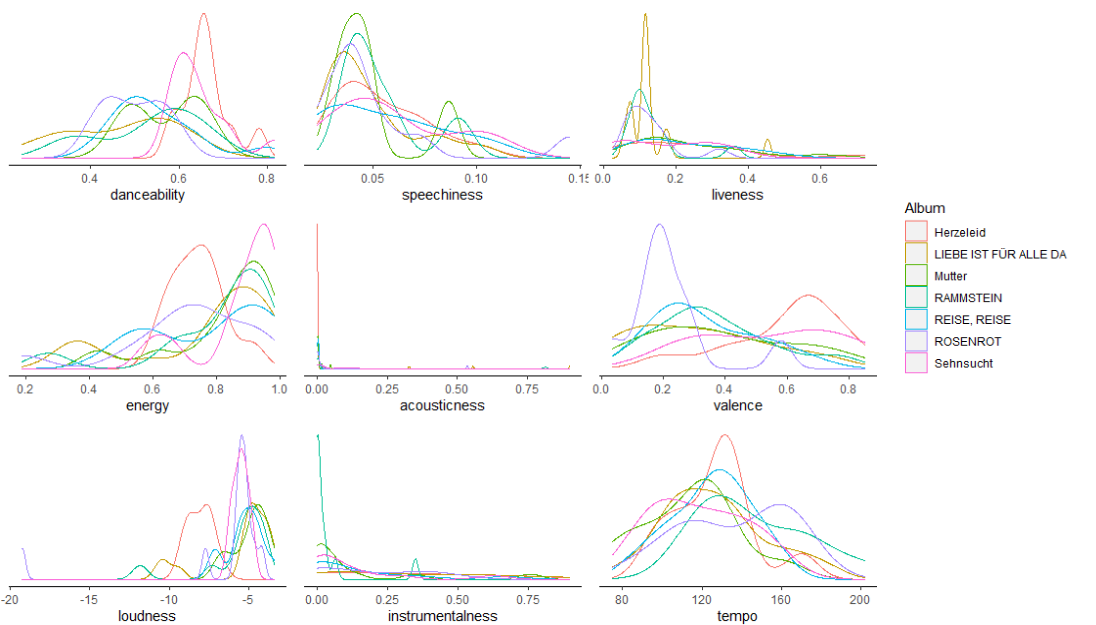 0.4 0.6 0.8
danceability
0.05 0.10 0.15
speechiness
0.0 0.2 0.4 0.6
liveness
Album
Herzeleid
LIEBE IST FÜR ALLE DA
Mutter
RAMMSTEIN
REISE, REISE
ROSENROT
Sehnsucht
0.2 0.4 0.6 0.8 1.0
energy
0.00 0.25 0.50 0.75
acousticness
0.0 0.2 0.4 0.6 0.8
valence
-20 -15 -10 -5
loudness
0.00 0.25 0.50 0.75
instrumentalness
80 120 160 200
tempo